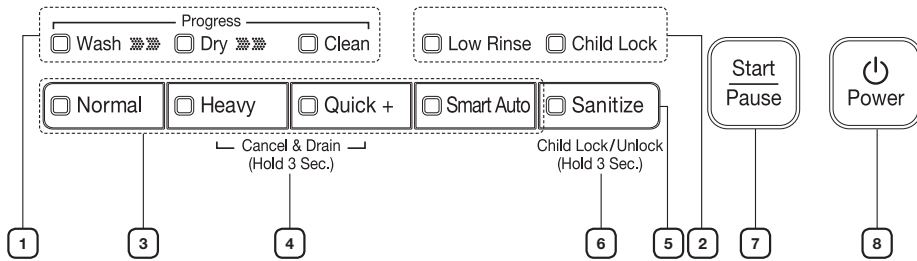 Progress
Wash Dry Clean Low Rinse Child Lock
Start
Pause
Power
Normal Heavy Quick + Smart Auto Sanitize
Cancel & Drain
(Hold 3 Sec.)
Child Lock/Unlock
(Hold 3 Sec.)
1 3 4 6 5 2 7 8